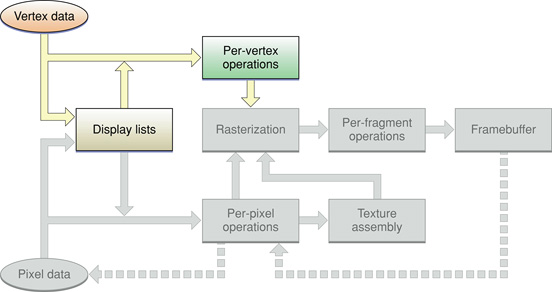 Vertex data
Per-vertex
operations
Display lists
Rasterization
Per-fragment
operations
Framebuffer
Per-pixel
operations
Texture
assembly
Pixel data